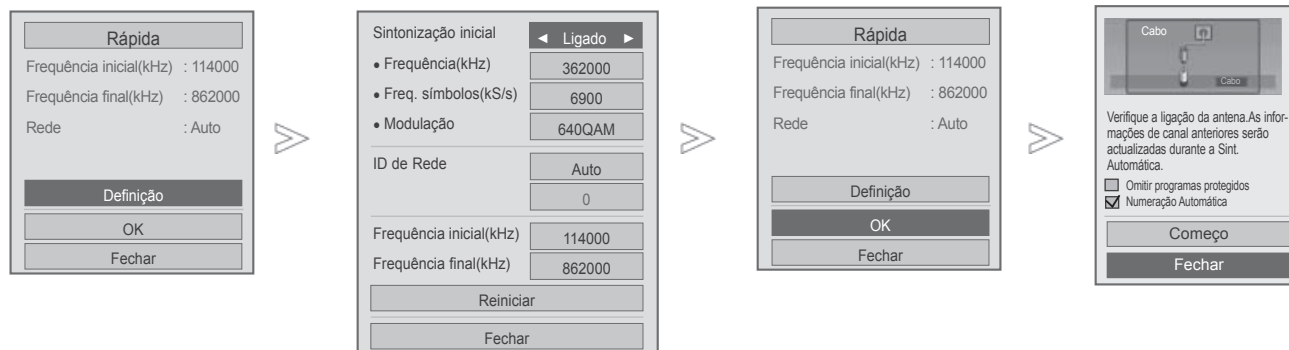 Rápida
Frequência inicial(kHz) : 114000
Frequência final(kHz) : 862000
Rede : Auto
Definição
OK
Fechar
Sintonização inicial ◄ Ligado ►
• Frequência(kHz) 362000
• Freq. símbolos(kS/s) 6900
• Modulação 640QAM
ID de Rede Auto
0
Frequência inicial(kHz) 114000
Frequência final(kHz) 862000
Reiniciar
Fechar
Rápida
Frequência inicial(kHz) : 114000
Frequência final(kHz) : 862000
Rede : Auto
Definição
OK
Fechar
Cabo
Cabo
Verifique a ligação da antena.As infor-
mações de canal anteriores serão
actualizadas durante a Sint.
Automática.
Omitir programas protegidos
Numeração Automática
Começo
Fechar